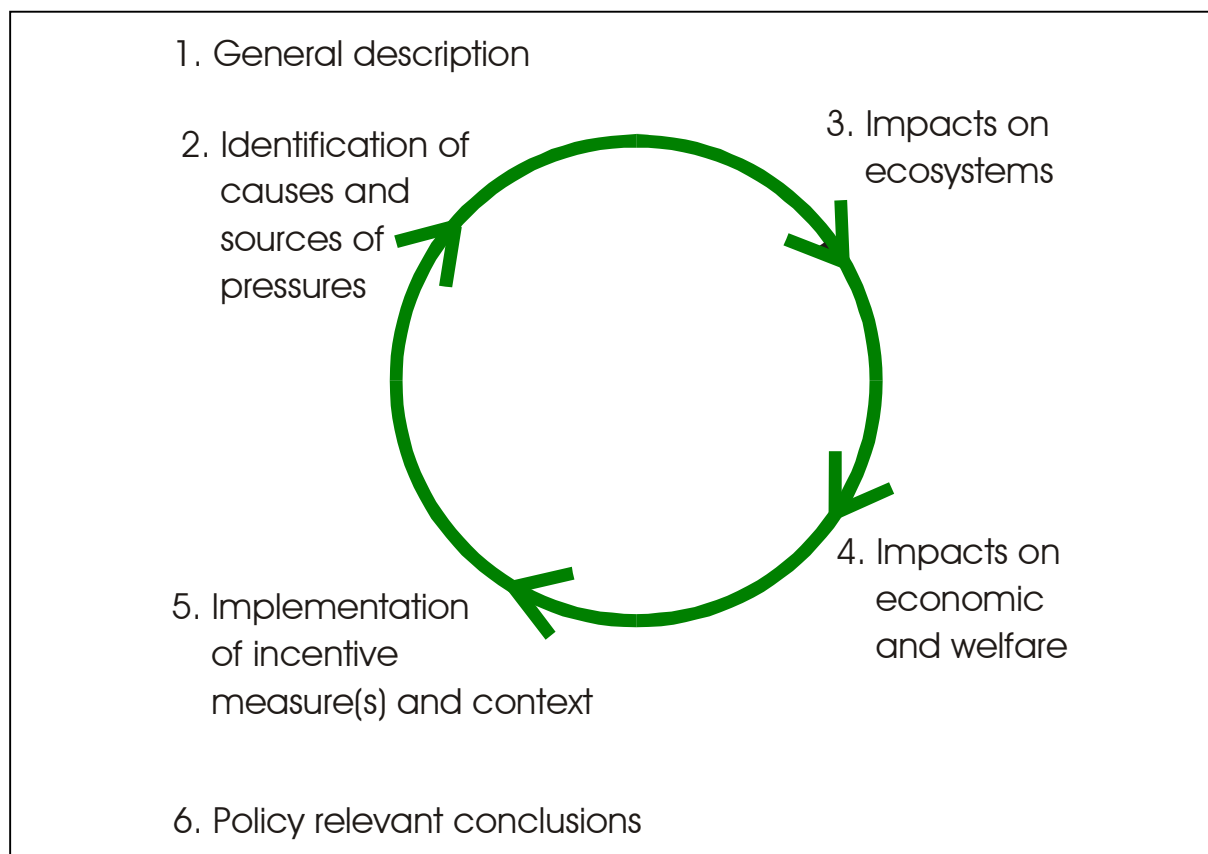 1. General description
2. Identification of
causes and
sources of
pressures
3. Impacts on
ecosystems
4. Impacts on
economic
and welfare
5. Implementation
of incentive
measure(s) and context
6. Policy relevant conclusions